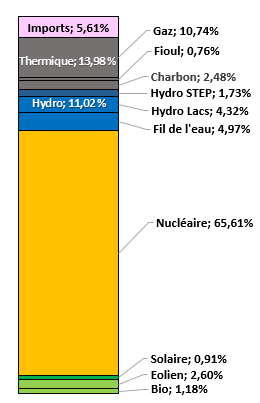 Imports; 5,61%
Gaz; 10,74%
Fioul; 0,76%
Thermique; 13,98%
Charbon; 2,48%
Hydro STEP; 1,73%
Hydro; 11,02%
Hydro Lacs; 4,32%
Fil de l'eau; 4,97%
Nucléaire; 65,61%
Solaire; 0,91%
Eolien; 2,60%
Bio; 1,18%